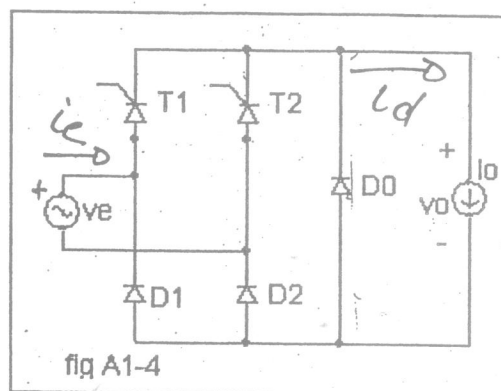 T1
T2
ie
id
+
ve
+
Io
vo
-
D0
D1
D2
fig A1-4